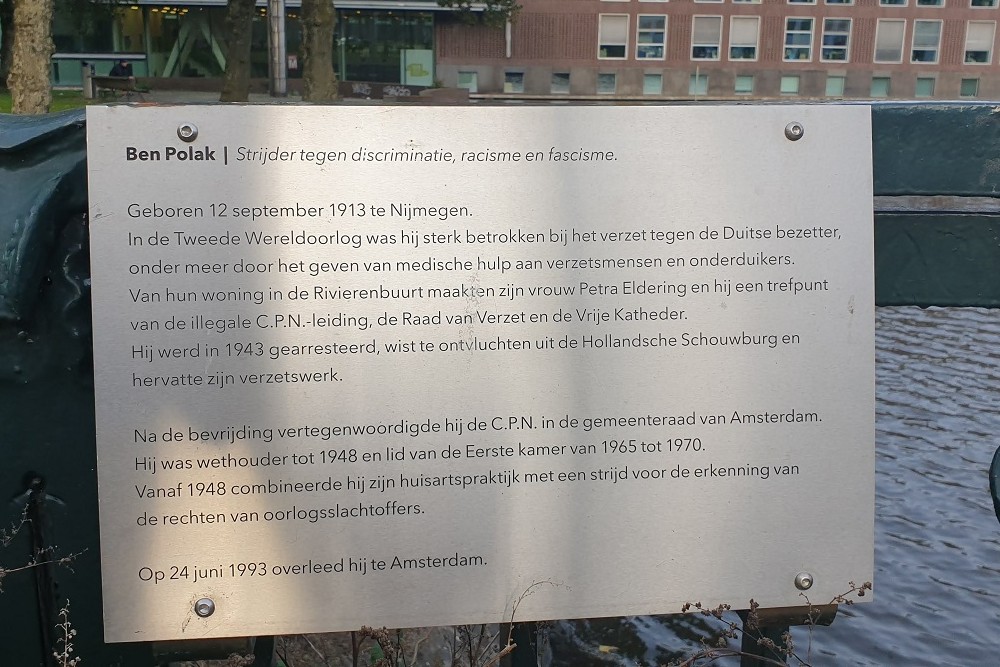 Ben Polak | Strijder tegen discriminatie, racisme en fascisme.
Geboren 12 september 1913 te Nijmegen.
In de Tweede Wereldoorlog was hij sterk betrokken bij het verzet tegen de Duitse bezetter,
onder meer door het geven van medische hulp aan verzetsmensen en onderduikers.
Van hun woning in de Rivierenbuurt maakten zijn vrouw Petra Eldering en hij een trefpunt
van de illegale C.P.N.-leiding, de Raad van Verzet en de Vrije Katheder.
Hij werd in 1943 gearresteerd, wist te ontvluchten uit de Hollandsche Schouwburg en
hervatte zijn verzetswerk.
Na de bevrijding vertegenwoordigde hij de C.P.N. in de gemeenteraad van Amsterdam.
Hij was wethouder tot 1948 en lid van de Eerste kamer van 1965 tot 1970.
Vanaf 1948 combineerde hij zijn huisartspraktijk met een strijd voor de erkenning van
de rechten van oorlogsslachtoffers.
Op 24 juni 1993 overleed hij te Amsterdam.